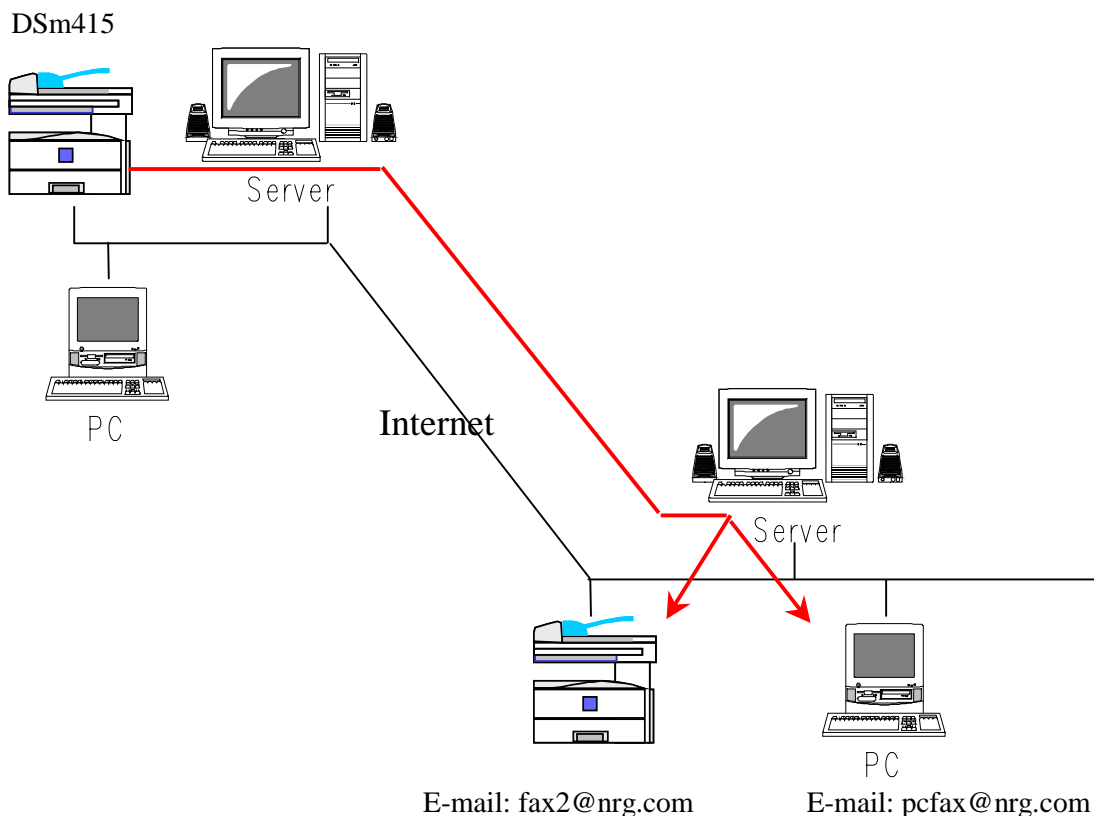 DSm415
Server
PC
Internet
Server
PC
E-mail: fax2@nrg.com
E-mail: pcfax@nrg.com